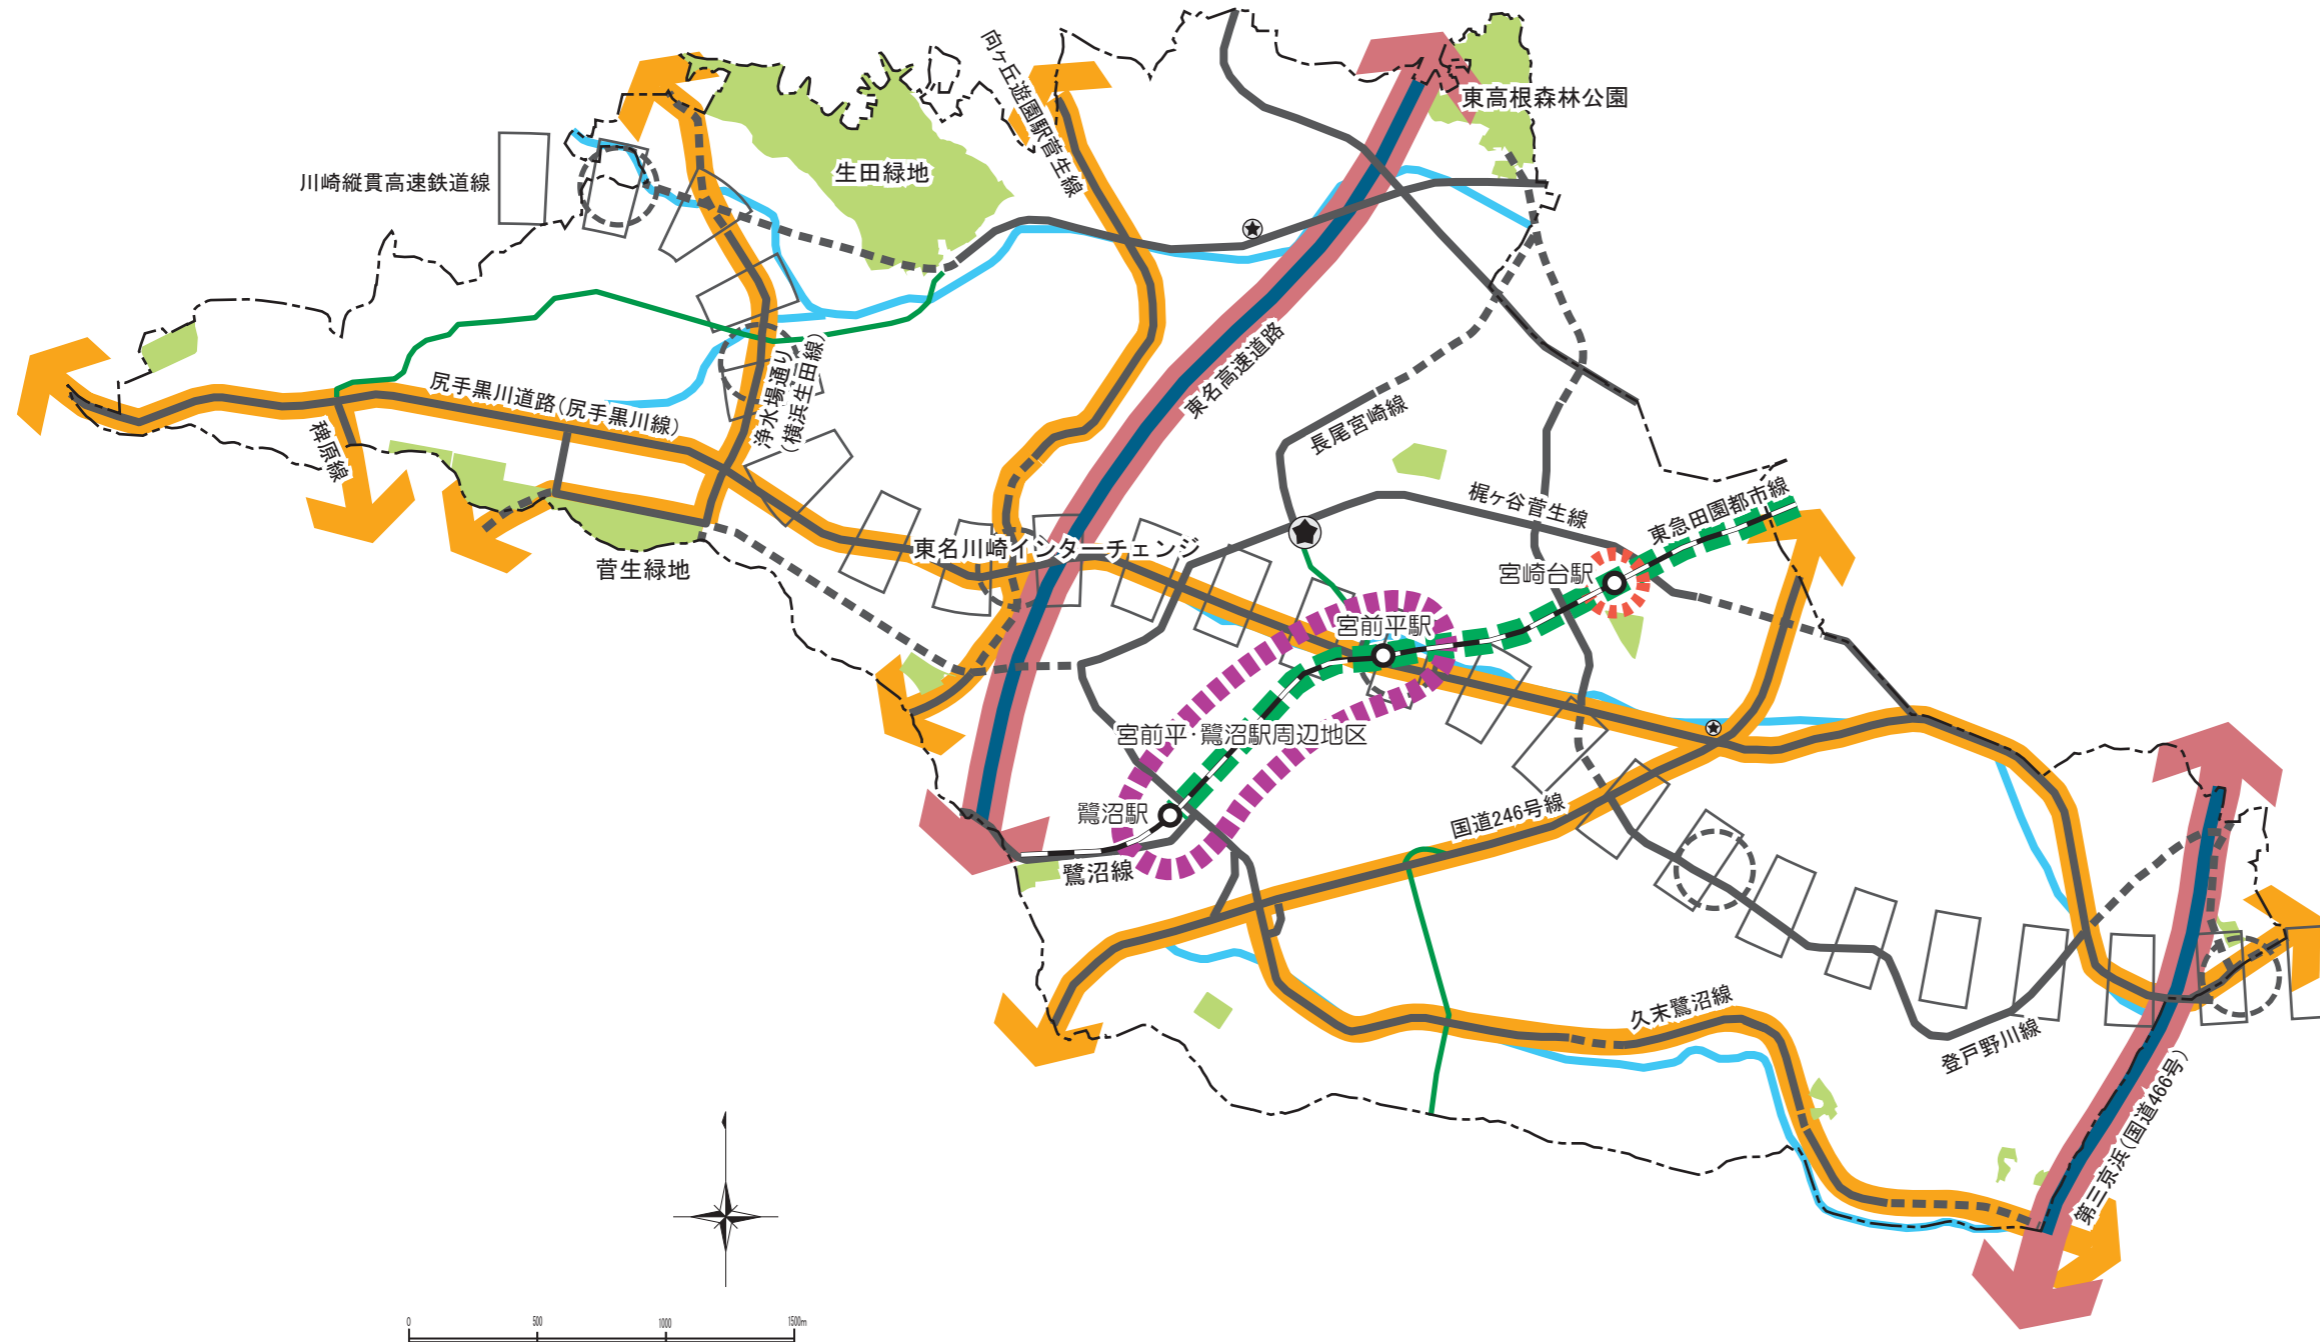 向ヶ丘遊園駅菅生線
東高根森林公園
生田緑地
川崎縦貫高速鉄道線
東名高速道路
尻手黒川道路（尻手黒川線）
浄水場通り
（横浜生田線）
稗原線
長尾宮崎線
梶ヶ谷菅生線
東急田園都市線
東名川崎インターチェンジ
菅生緑地
宮崎台駅
宮前平駅
宮前平・鷺沼駅周辺地区
鷺沼駅
鷺沼線
国道246号線
久末鷺沼線
登戸野川線
第三京浜（国道466号）
0 500 1000 1500m